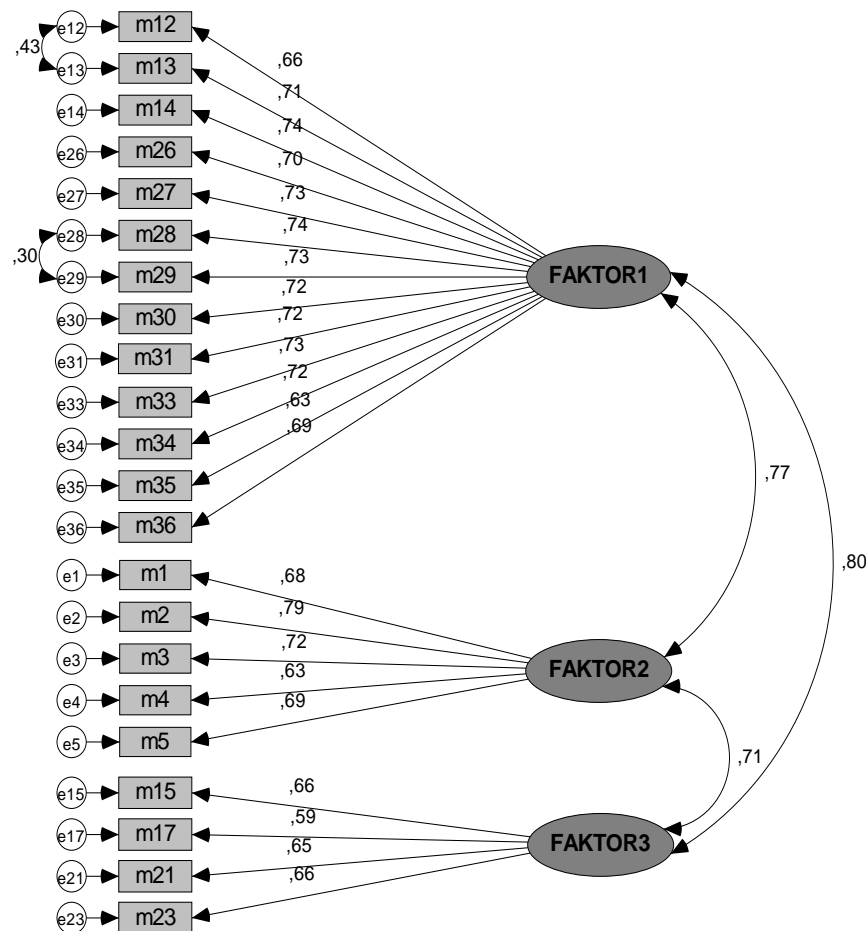 e12 m12
,43
,66
e13 m13
,71
e14 m14
,74
e26 m26
,70
e27 m27
,73
e28 m28
,74
,30
e29 m29
,73
FAKTOR1
e30 m30
,72
e31 m31
,72
e33 m33
,73
e34 m34
,72
e35 m35
,63
e36 m36
,69
,77
,80
e1 m1
,68
e2 m2
,79
e3 m3
,72
FAKTOR2
e4 m4
,63
e5 m5
,69
,71
e15 m15
,66
e17 m17
,59
FAKTOR3
e21 m21
,65
e23 m23
,66